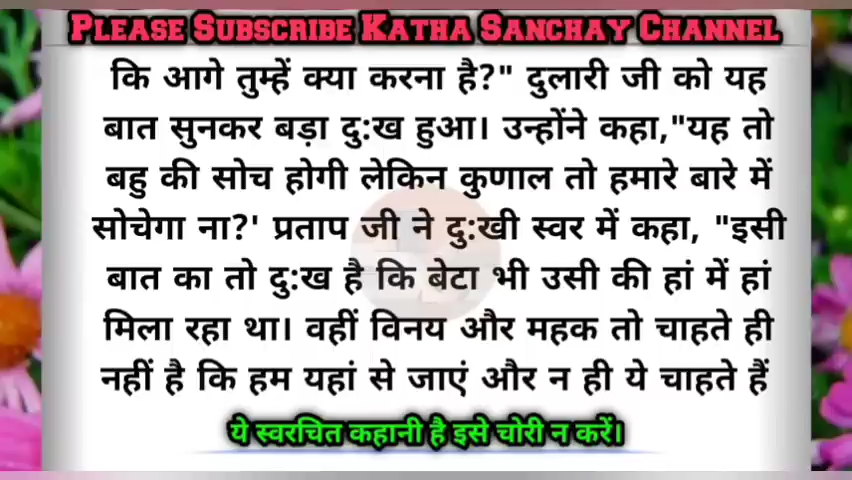 PLEASE SUBSCRIBE KATHA SANCHAY CHANNEL
कि आगे तुम्हें क्या करना है?" दुलारी जी को यह
बात सुनकर बड़ा दु:ख हुआ। उन्होंने कहा,"यह तो
बहु की सोच होगी लेकिन कुणाल तो हमारे बारे में
सोचेगा ना?' प्रताप जी ने दु:खी स्वर में कहा, "इसी
बात का तो दु:ख है कि बेटा भी उसी की हां में हां
मिला रहा था। वहीं विनय और महक तो चाहते ही
नहीं है कि हम यहां से जाएं और न ही ये चाहते हैं
ये स्वरचित कहानी है इसे चोरी न करें।